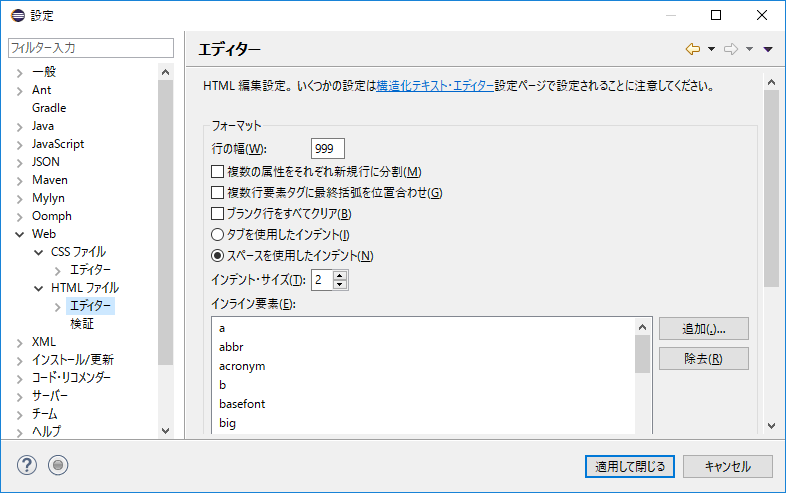 設定
フィルター入力
一般
Ant
Gradle
Java
JavaScript
JSON
Maven
Mylyn
Oomph
Web
CSS ファイル
エディター
HTML ファイル
エディター
検証
XML
インストール/更新
コード・リコメンダー
サーバー
チーム
ヘルプ
エディター
HTML 編集設定。いくつかの設定は構造化テキスト・エディター設定ページで設定されることに注意してください。
フォーマット
行の幅(W): 999
複数の属性をそれぞれ新規行に分割(M)
複数行要素タグに最終括弧を位置合わせ(G)
ブランク行をすべてクリア(B)
タブを使用したインデント(I)
スペースを使用したインデント(N)
インデント・サイズ(T): 2
インライン要素(E):
a
abbr
acronym
b
basefont
big
追加(,)...
除去(R)
?
適用して閉じる
キャンセル